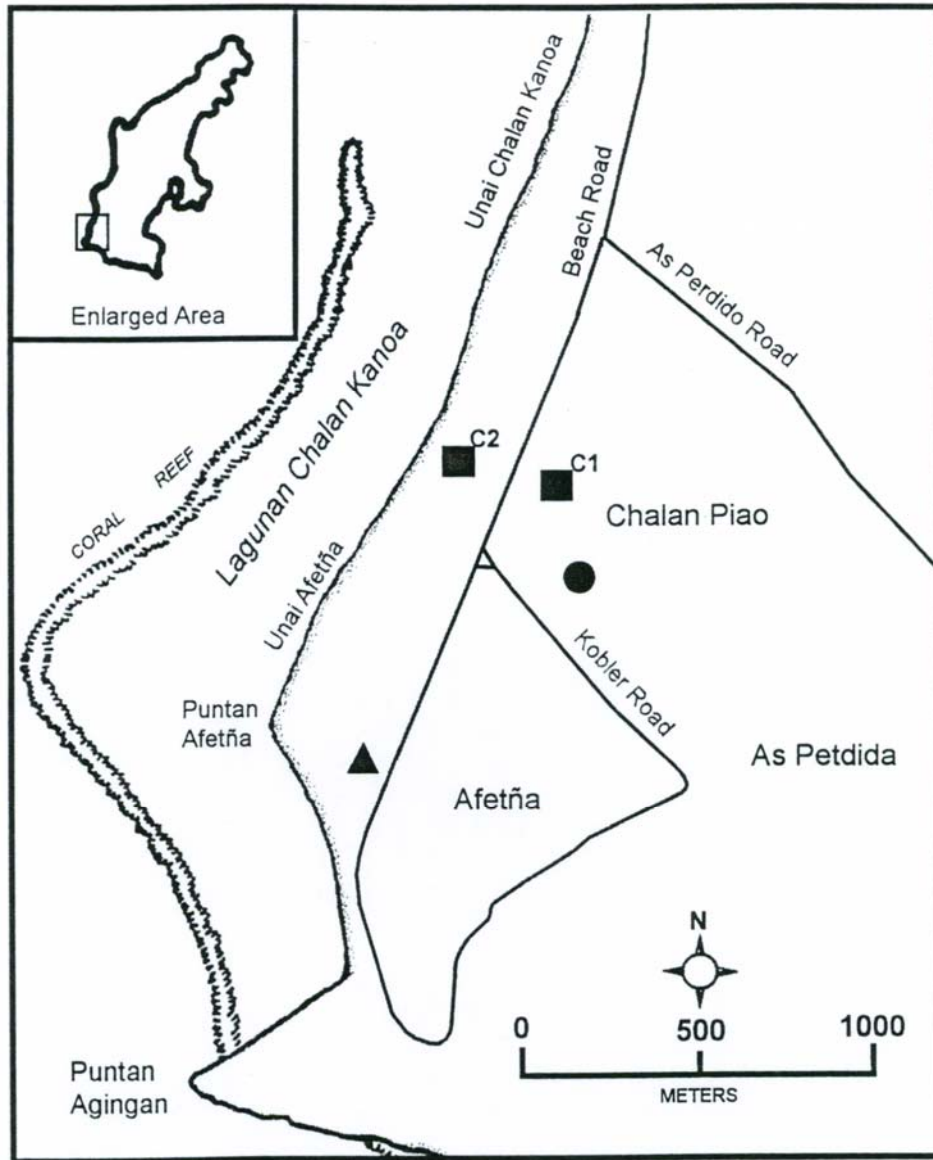 Enlarged Area
Unai Chalan Kanoa
Beach Road
As Perdido Road
Lagunan Chalan Kanoa
CORAL REEF
C2
C1
Chalan Piao
Unai Afetña
Kobler Road
Puntan
Afetña
As Petdida
Afetña
N
0 500 1000
METERS
Puntan
Agingan